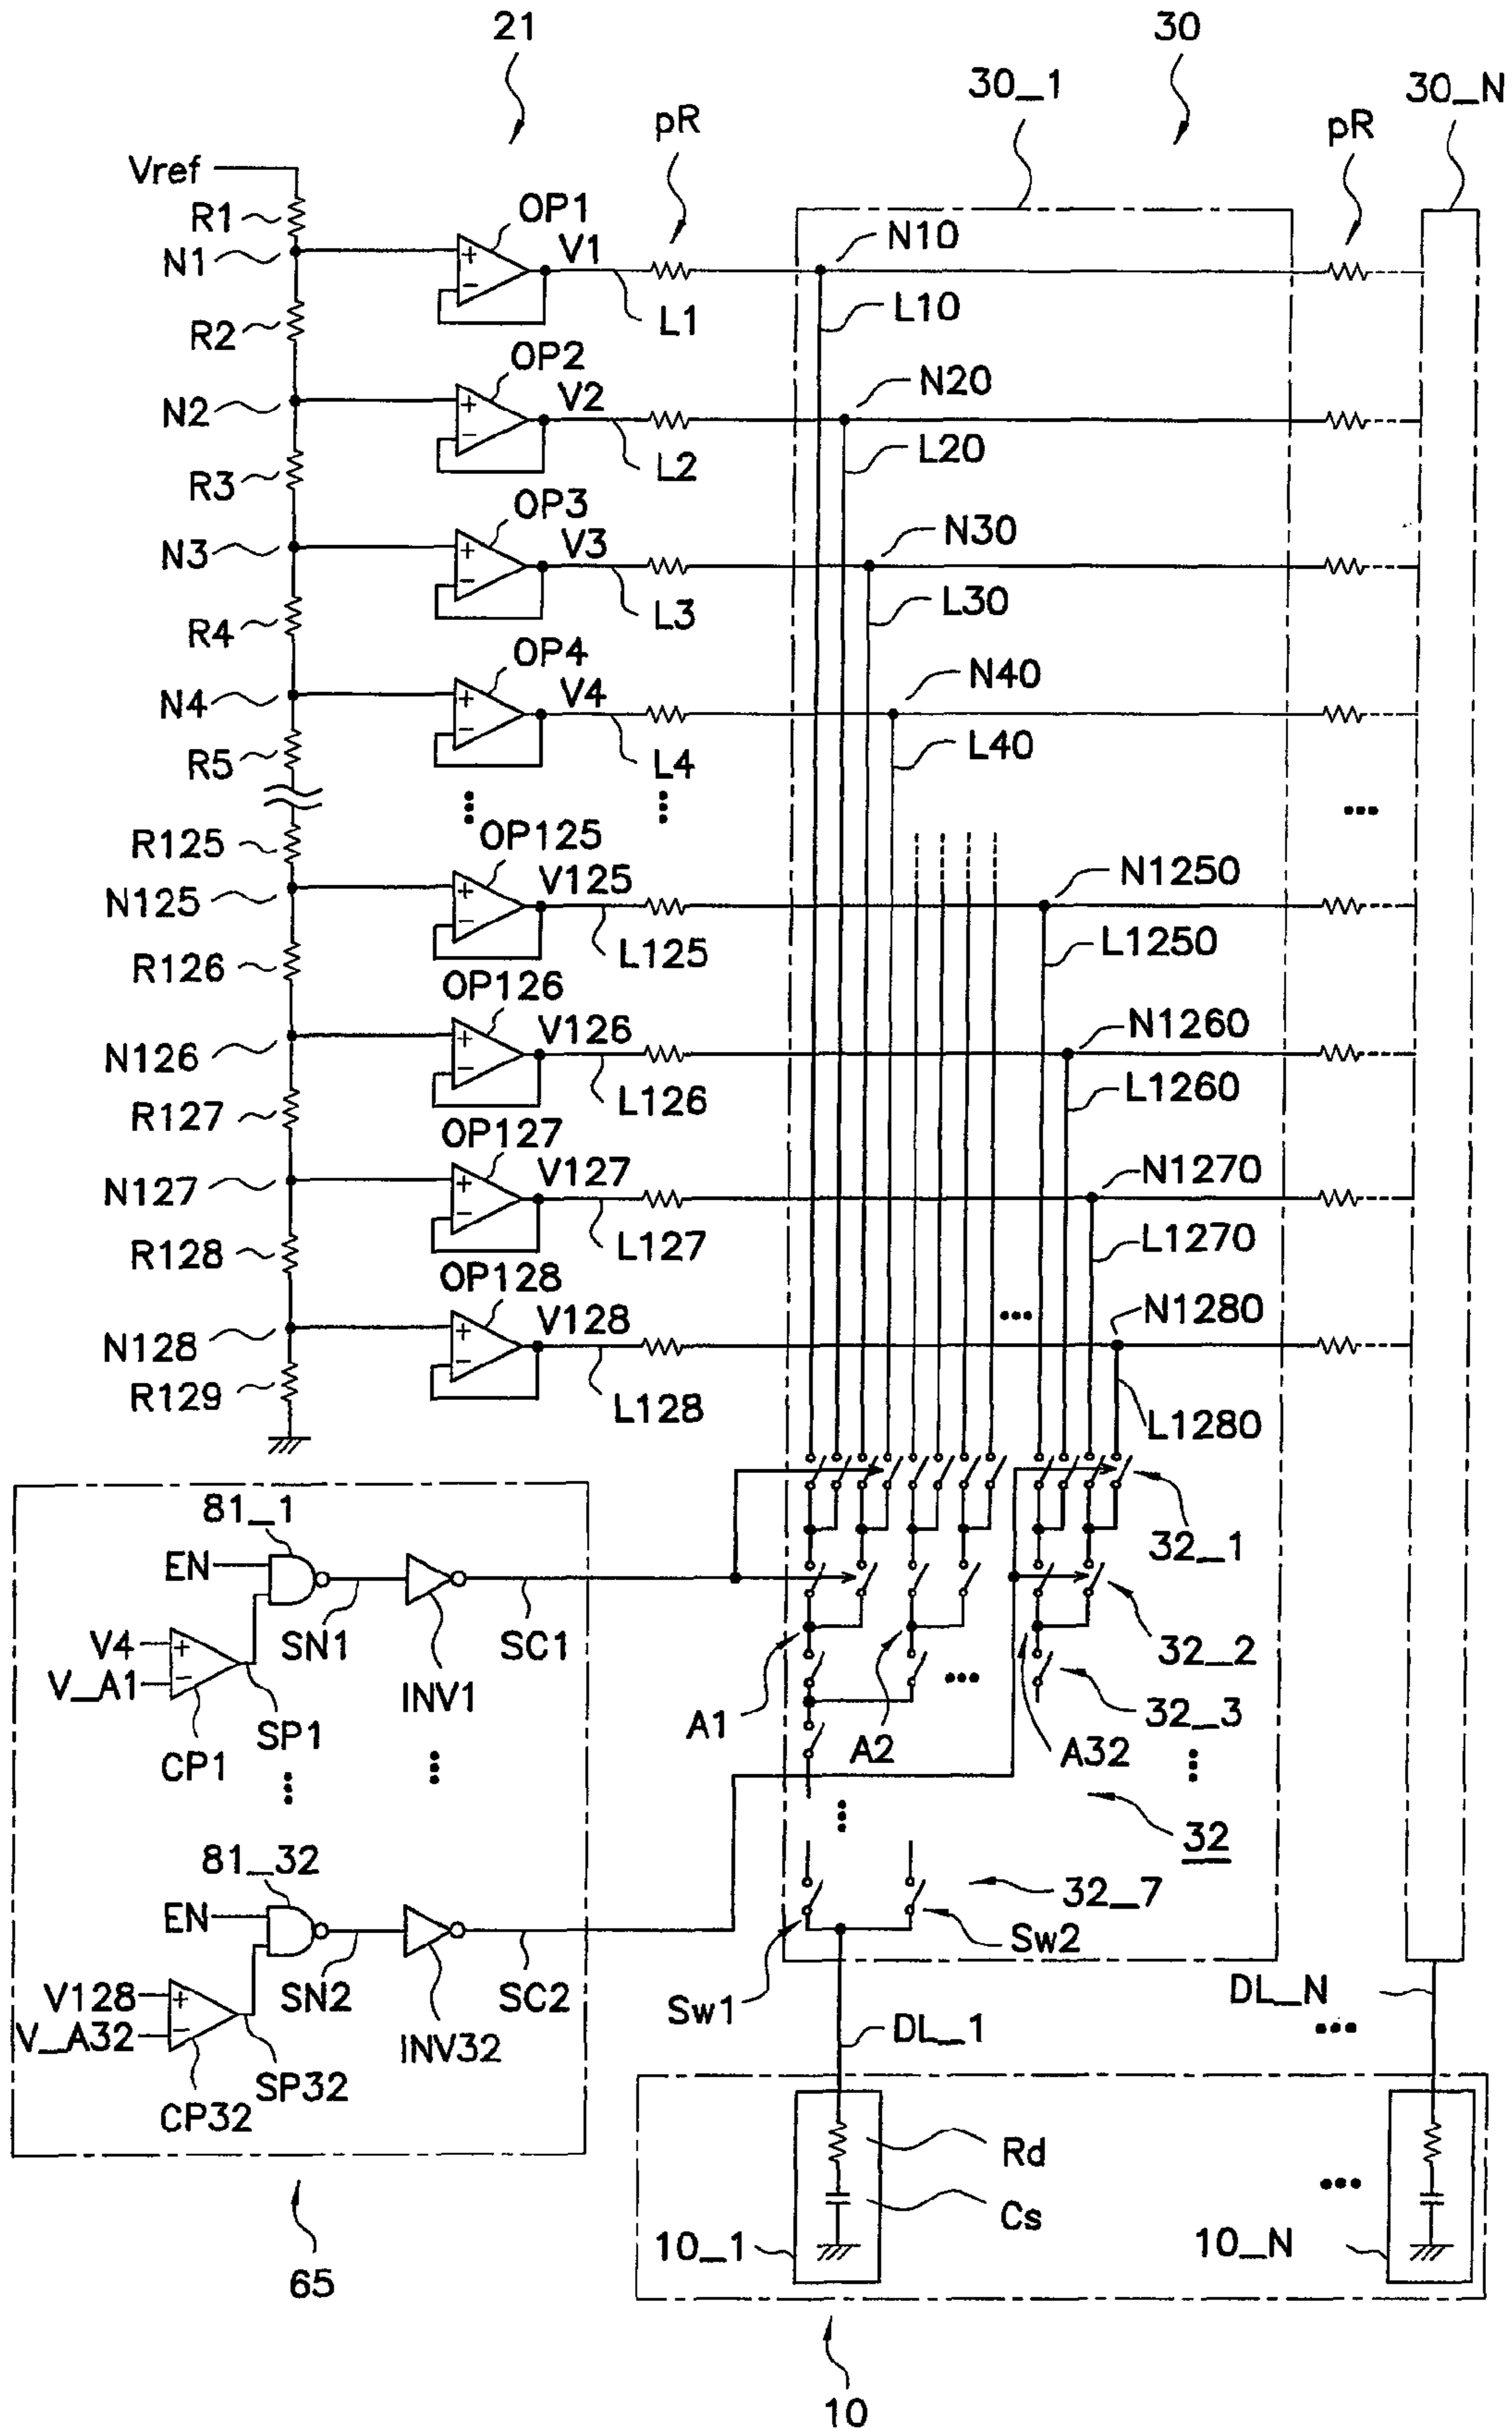 21
30
30_1
30_N
pR
pR
Vref
R1
OP1
V1
N10
N1
L1
L10
R2
OP2
V2
N20
N2
L2
L20
R3
OP3
V3
N30
N3
L3
L30
R4
OP4
V4
N40
N4
L4
L40
R5
R125
OP125
V125
N1250
N125
L125
L1250
R126
OP126
V126
N1260
N126
L126
L1260
R127
OP127
V127
N1270
N127
L127
L1270
R128
OP128
V128
N1280
N128
L128
L1280
R129
81_1
32_1
EN
SN1
SC1
V4
V_A1
INV1
32_2
SP1
CP1
A1
A2
A32
32_3
32
81_32
32_7
EN
SN2
SC2
Sw1
Sw2
V128
V_A32
INV32
DL_1
DL_N
SP32
CP32
Rd
Cs
10_1
10_N
65
10